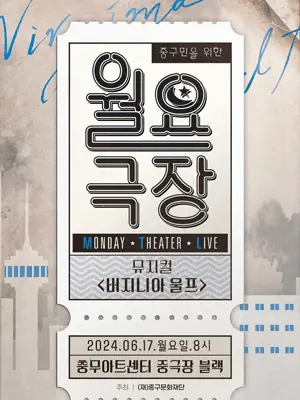 중구민을 위한
월요
극장
MONDAY ★ THEATER ★ LIVE
뮤지컬
<버지니아 울프>
2024.06.17.월요일.8시
충무아트센터 중극장 블랙
주최 | (재)중구문화재단